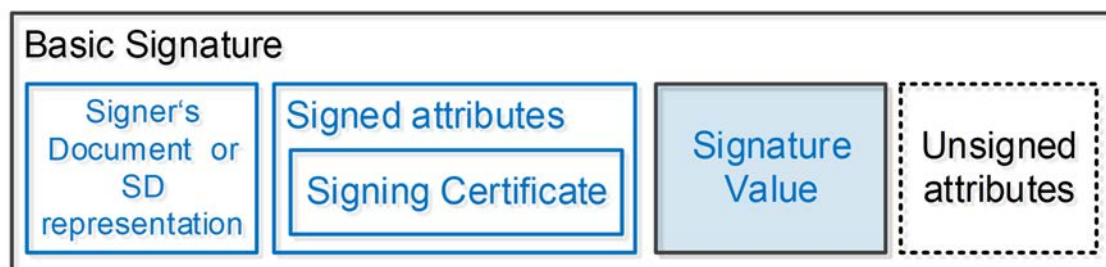 Basic Signature
Signer‘s
Document or
SD
representation
Signed attributes
Signing Certificate
Signature
Value
Unsigned
attributes